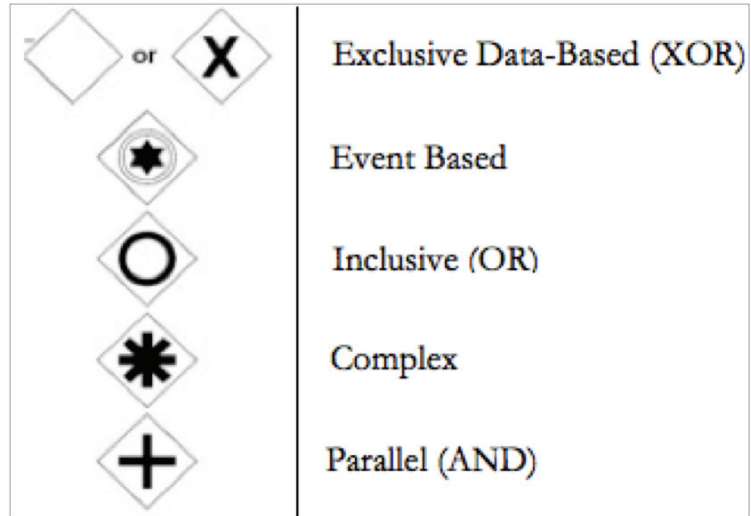 or X Exclusive Data-Based (XOR)
Event Based
Inclusive (OR)
Complex
Parallel (AND)